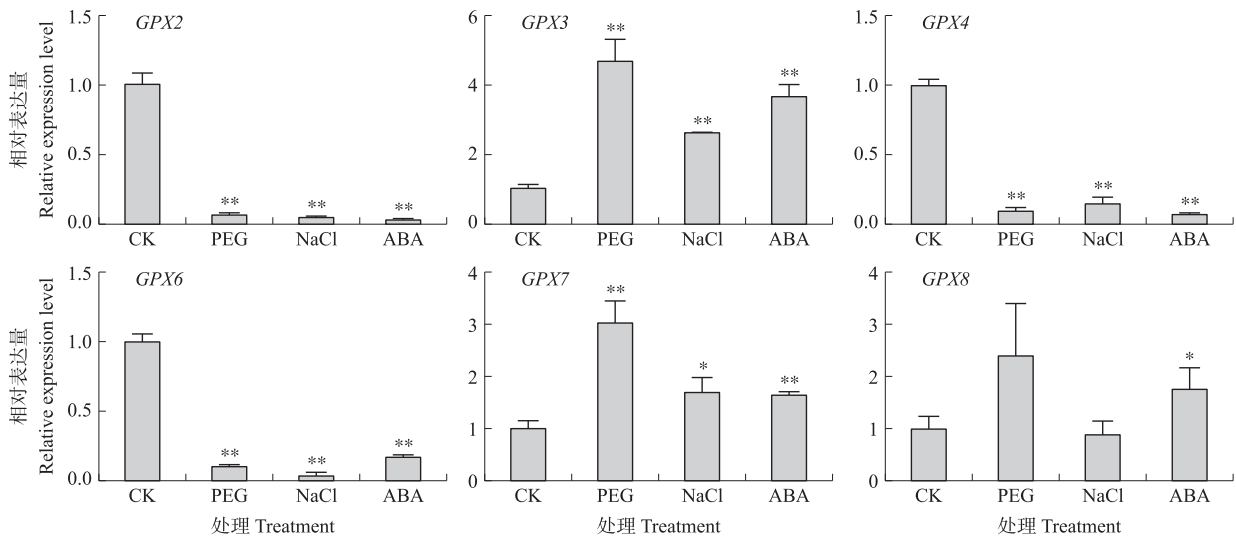 GPX2
1.5
1.0
0.5
0.0
**
**
**
CK PEG NaCl ABA
相对表达量
Relative expression level
GPX3
6
4
2
0
**
**
**
CK PEG NaCl ABA
GPX4
1.5
1.0
0.5
0.0
**
**
**
CK PEG NaCl ABA
GPX6
1.5
1.0
0.5
0.0
**
**
**
CK PEG NaCl ABA
相对表达量
Relative expression level
处理 Treatment
GPX7
4
3
2
1
0
**
*
**
CK PEG NaCl ABA
处理 Treatment
GPX8
4
3
2
1
0
*
CK PEG NaCl ABA
处理 Treatment